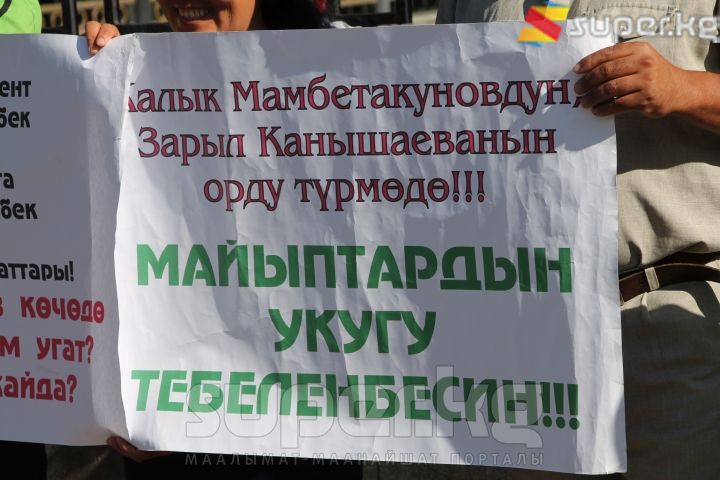 super.kg
ент
бек
та
бек
аттары!
з көчөдө
м угат?
кайда?
Калык Мамбетакуновдун,
Зарыл Канышаеванын
орду түрмөдө!!!
МАЙЫПТАРДЫН
УКУГУ
ТЕБЕЛЕНБЕСИН!!!
super.kg
МААЛЫМАТ-МААНАЙШАТ ПОРТАЛЫ